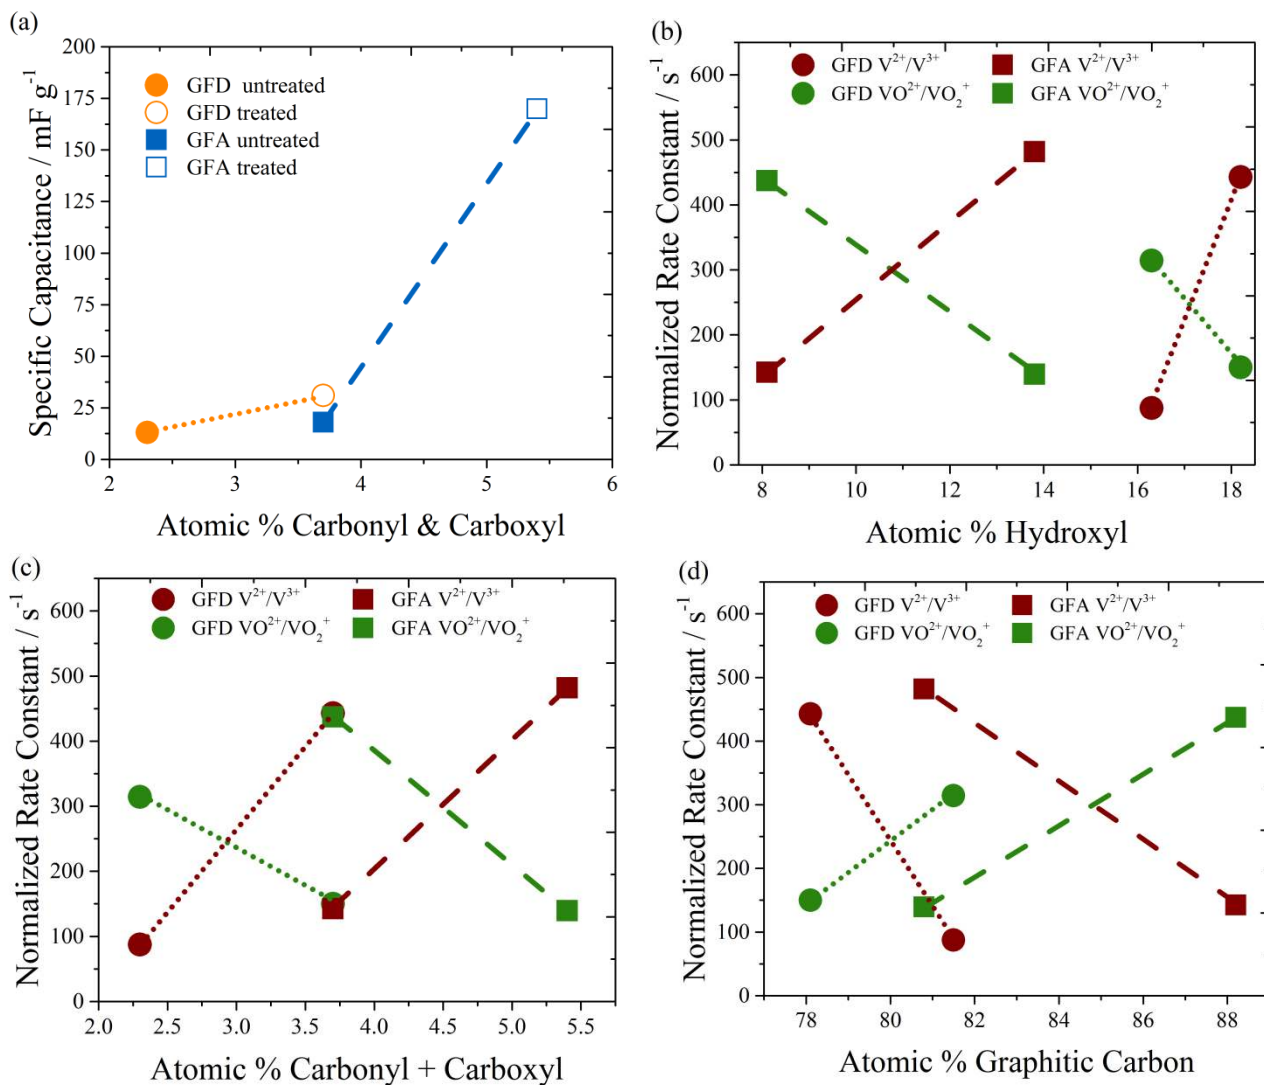 (a)
200
175
150
125
100
75
50
25
0
Specific Capacitance / mF g⁻¹
GFD untreated
GFD treated
GFA untreated
GFA treated
2 3 4 5 6
Atomic % Carbonyl & Carboxyl
(b)
600
500
400
300
200
100
0
Normalized Rate Constant / s⁻¹
GFD V²⁺/V³⁺ GFA V²⁺/V³⁺
GFD VO²⁺/VO₂⁺ GFA VO²⁺/VO₂⁺
8 10 12 14 16 18
Atomic % Hydroxyl
(c)
600
500
400
300
200
100
0
Normalized Rate Constant / s⁻¹
GFD V²⁺/V³⁺ GFA V²⁺/V³⁺
GFD VO²⁺/VO₂⁺ GFA VO²⁺/VO₂⁺
2.0 2.5 3.0 3.5 4.0 4.5 5.0 5.5
Atomic % Carbonyl + Carboxyl
(d)
600
500
400
300
200
100
0
Normalized Rate Constant / s⁻¹
GFD V²⁺/V³⁺ GFA V²⁺/V³⁺
GFD VO²⁺/VO₂⁺ GFA VO²⁺/VO₂⁺
78 80 82 84 86 88
Atomic % Graphitic Carbon